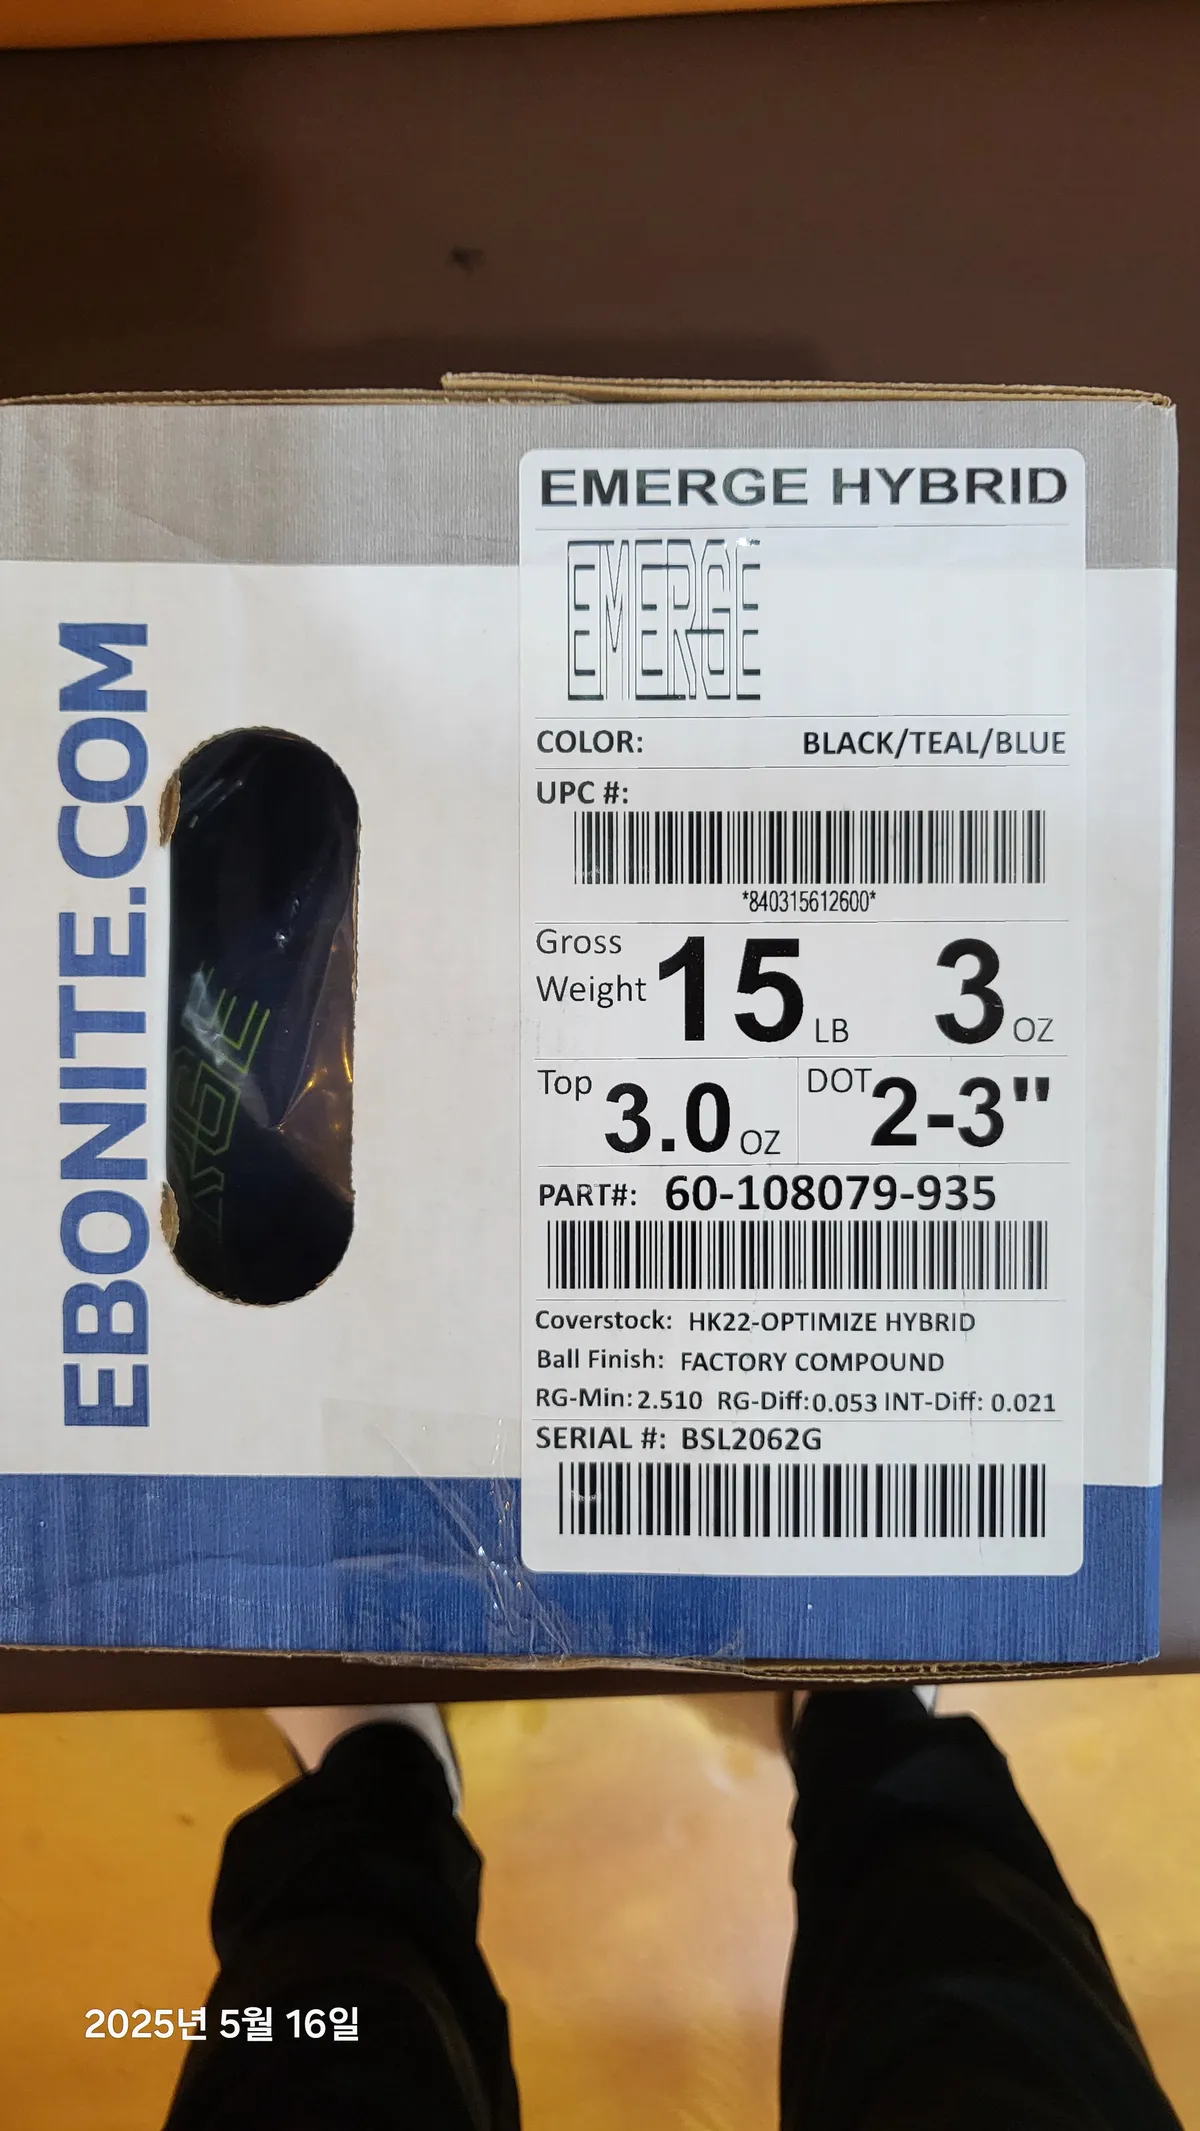 EBONITE.COM
RGE
EMERGE HYBRID
EMERGE
COLOR: BLACK/TEAL/BLUE
UPC #:
*840315612600*
Gross Weight 15 LB 3 OZ
Top 3.0 OZ DOT 2-3"
PART#: 60-108079-935
Coverstock: HK22-OPTIMIZE HYBRID
Ball Finish: FACTORY COMPOUND
RG-Min: 2.510 RG-Diff: 0.053 INT-Diff: 0.021
SERIAL #: BSL2062G
2025년 5월 16일